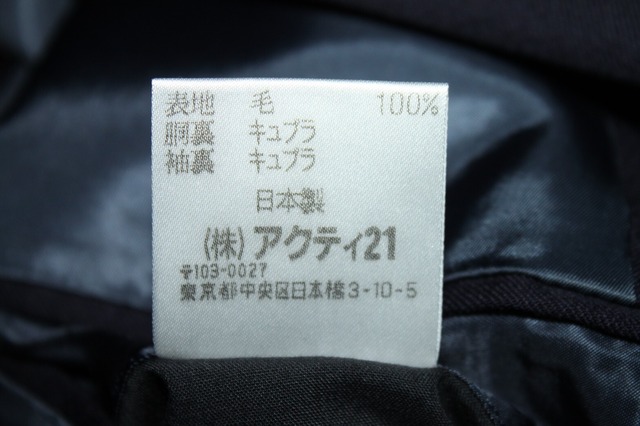 表地 毛 100%
胴裏 キュプラ
袖裏 キュプラ
日本製
(株)アクティ21
〒103-0027
東京都中央区日本橋3-10-5